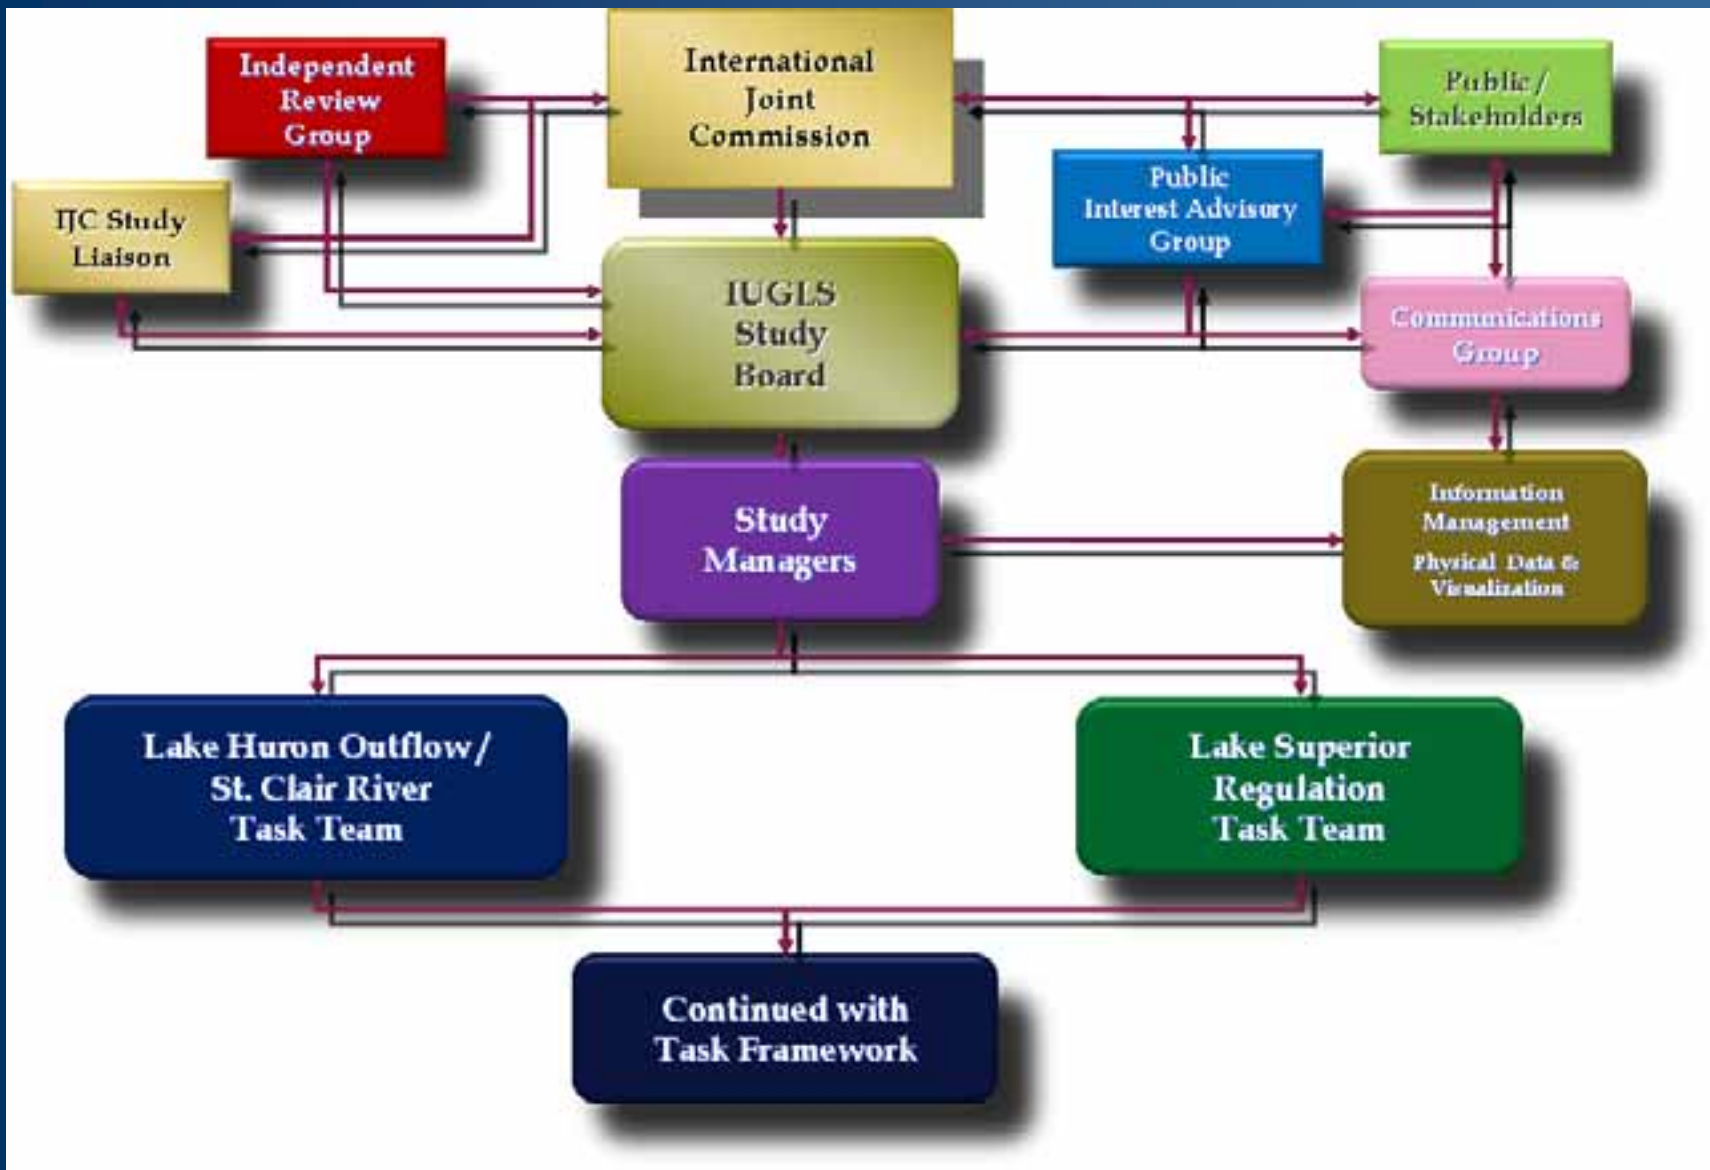 Independent
Review
Group
International
Joint
Commission
Public /
Stakeholders
IJC Study
Liaison
Public
Interest Advisory
Group
IUGLS
Study
Board
Communications
Group
Study
Managers
Information
Management
Physical Data &
Visualization
Lake Huron Outflow/
St. Clair River
Task Team
Lake Superior
Regulation
Task Team
Continued with
Task Framework